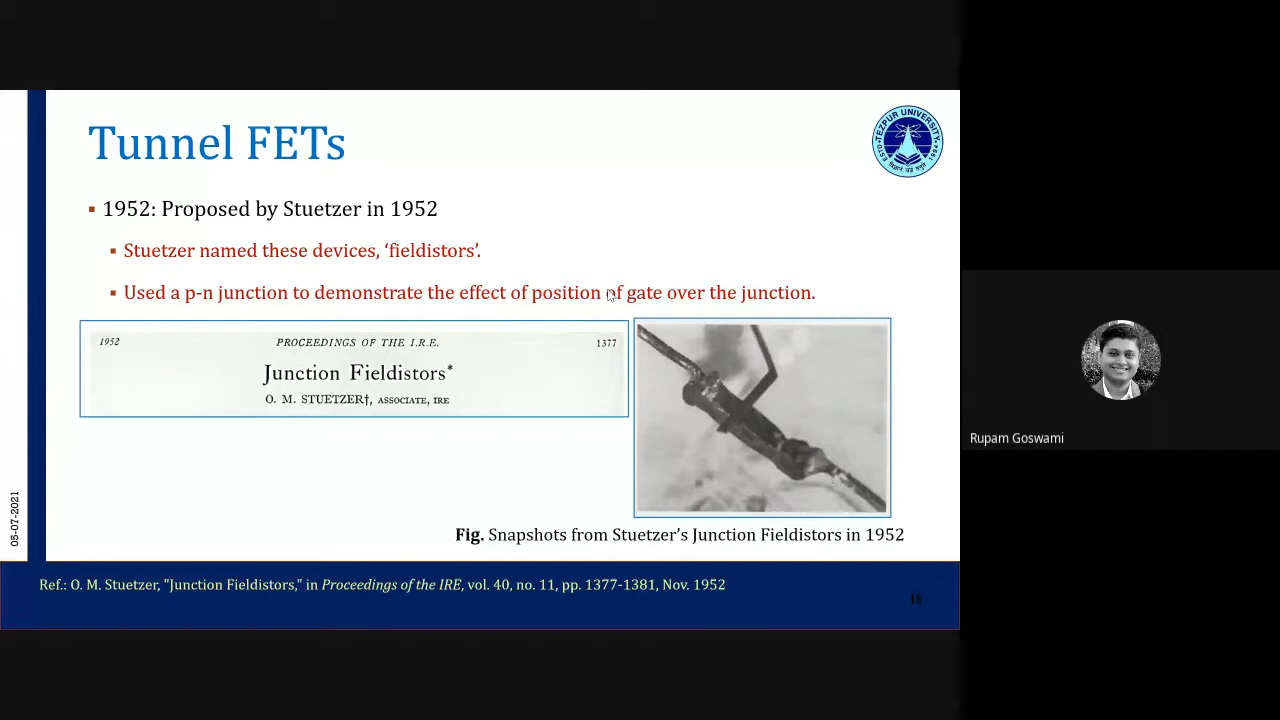 Tunnel FETs
TEZPUR UNIVERSITY
▪ 1952: Proposed by Stuetzer in 1952
▪ Stuetzer named these devices, ‘fieldistors’.
▪ Used a p-n junction to demonstrate the effect of position of gate over the junction.
1952 PROCEEDINGS OF THE I.R.E. 1377
Junction Fieldistors*
O. M. STUETZER†, ASSOCIATE, IRE
Fig. Snapshots from Stuetzer’s Junction Fieldistors in 1952
Ref.: O. M. Stuetzer, "Junction Fieldistors," in Proceedings of the IRE, vol. 40, no. 11, pp. 1377-1381, Nov. 1952
Rupam Goswami